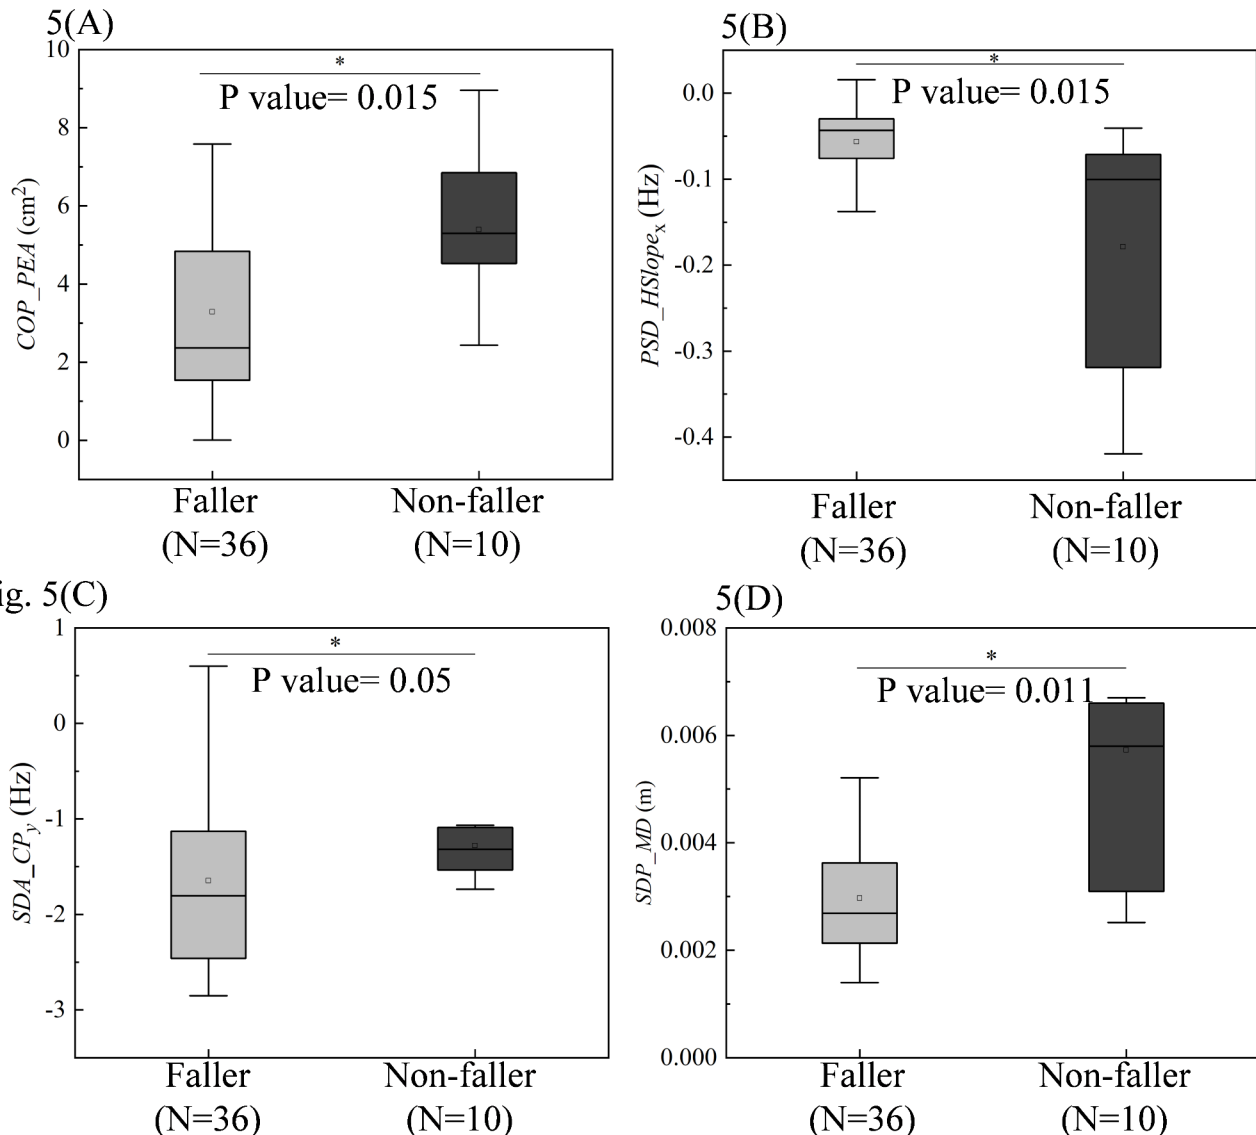 5(A)
10
8
6
4
2
0
COP_PEA (cm²)
*
P value= 0.015
Faller
(N=36)
Non-faller
(N=10)
5(B)
0.0
-0.1
-0.2
-0.3
-0.4
PSD_HSlopeₓ (Hz)
*
P value= 0.015
Faller
(N=36)
Non-faller
(N=10)
ig. 5(C)
1
0
-1
-2
-3
SDA_CPy (Hz)
*
P value= 0.05
Faller
(N=36)
Non-faller
(N=10)
5(D)
0.008
0.006
0.004
0.002
0.000
SDP_MD (m)
*
P value= 0.011
Faller
(N=36)
Non-faller
(N=10)